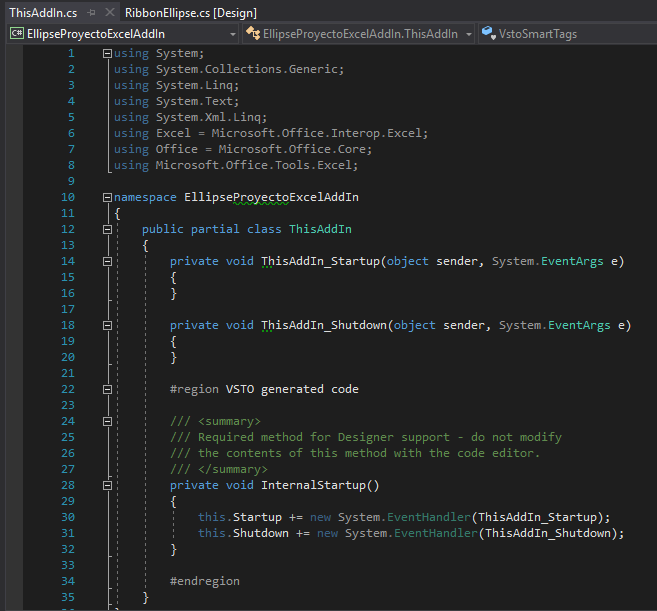 ThisAddIn.cs RibbonEllipse.cs [Design]
C# EllipseProyectoExcelAddIn EllipseProyectoExcelAddIn.ThisAddIn VstoSmartTags
1 using System;
2 using System.Collections.Generic;
3 using System.Linq;
4 using System.Text;
5 using System.Xml.Linq;
6 using Excel = Microsoft.Office.Interop.Excel;
7 using Office = Microsoft.Office.Core;
8 using Microsoft.Office.Tools.Excel;
9
10 namespace EllipseProyectoExcelAddIn
11 {
12 public partial class ThisAddIn
13 {
14 private void ThisAddIn_Startup(object sender, System.EventArgs e)
15 {
16 }
17
18 private void ThisAddIn_Shutdown(object sender, System.EventArgs e)
19 {
20 }
21
22 #region VSTO generated code
23
24 /// <summary>
25 /// Required method for Designer support - do not modify
26 /// the contents of this method with the code editor.
27 /// </summary>
28 private void InternalStartup()
29 {
30 this.Startup += new System.EventHandler(ThisAddIn_Startup);
31 this.Shutdown += new System.EventHandler(ThisAddIn_Shutdown);
32 }
33
34 #endregion
35 }